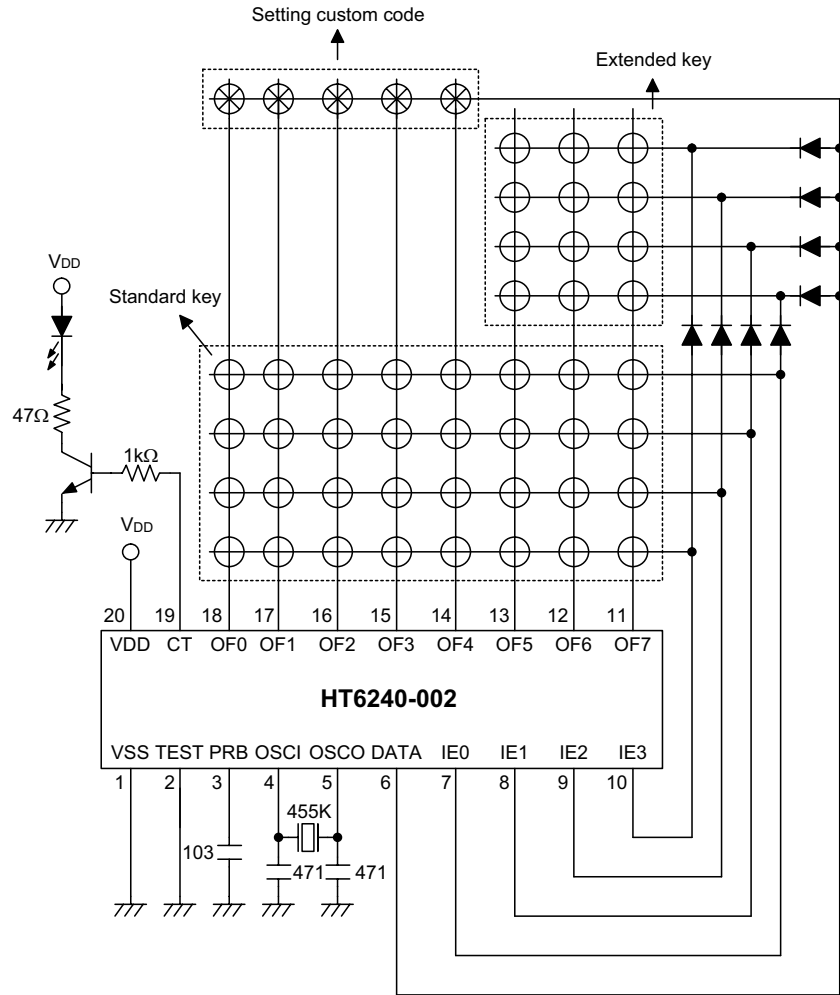 Setting custom code
Extended key
VDD
Standard key
47Ω
1kΩ
VDD
20 19 18 17 16 15 14 13 12 11
VDD CT OF0 OF1 OF2 OF3 OF4 OF5 OF6 OF7
HT6240-002
VSS TEST PRB OSCI OSCO DATA IE0 IE1 IE2 IE3
1 2 3 4 5 6 7 8 9 10
455K
103
471 471